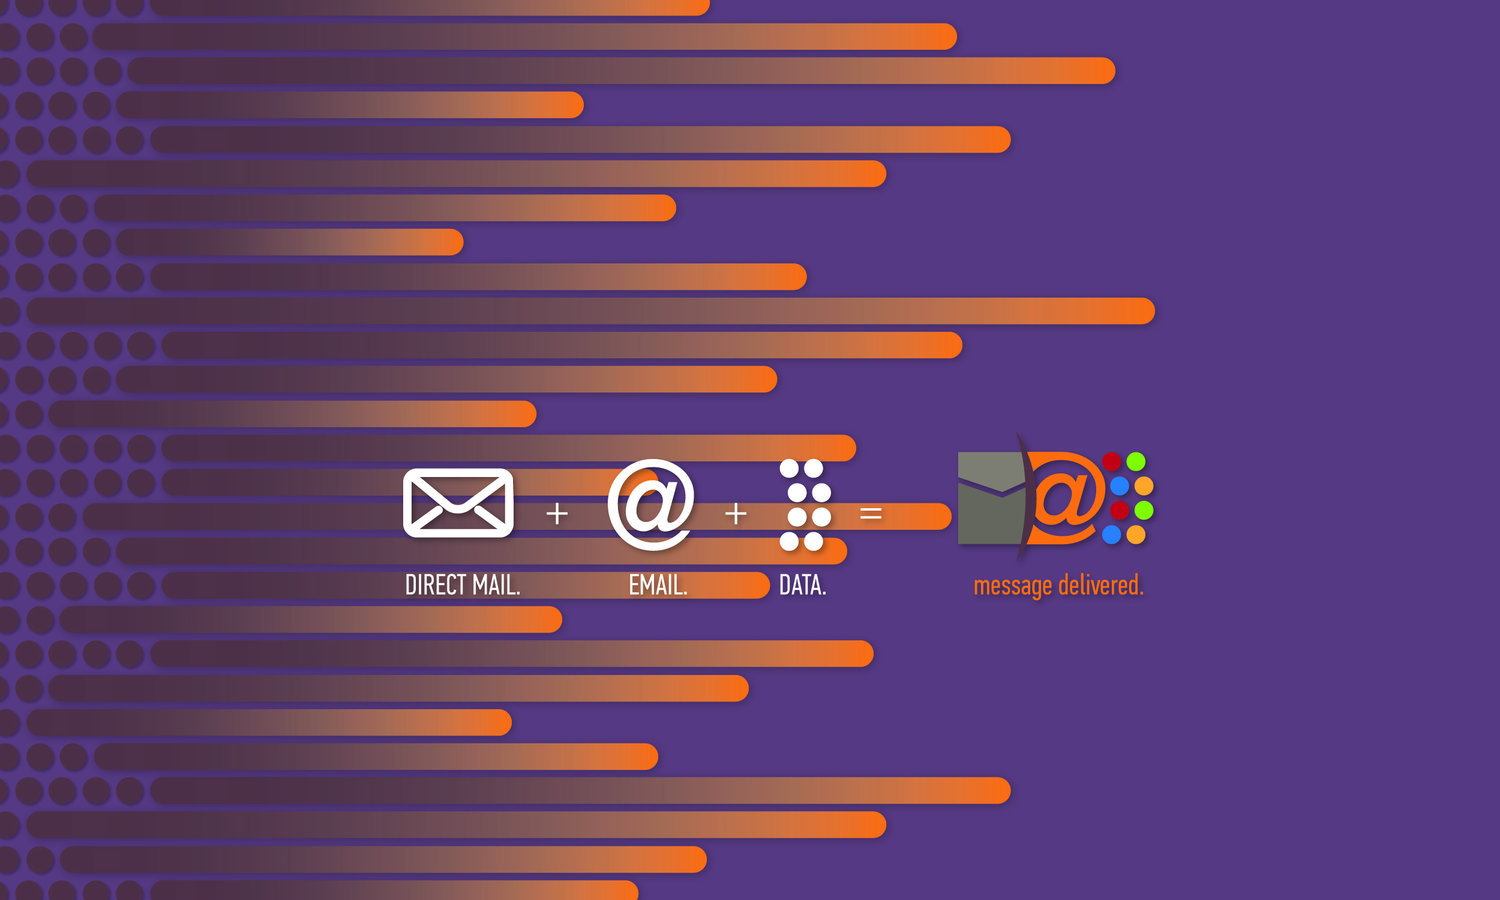 + @ + =
@
DIRECT MAIL. EMAIL. DATA. message delivered.